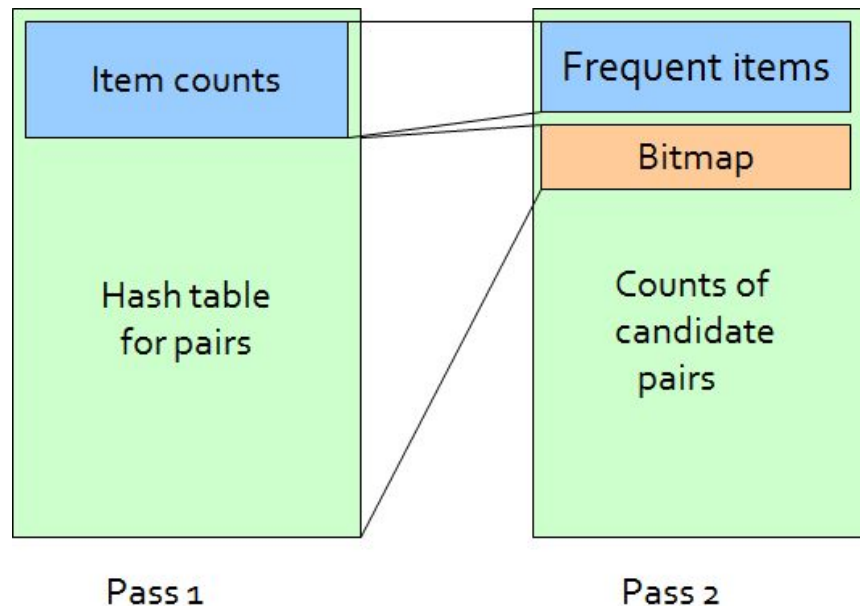 Item counts
Hash table
for pairs
Pass 1
Frequent items
Bitmap
Counts of
candidate
pairs
Pass 2